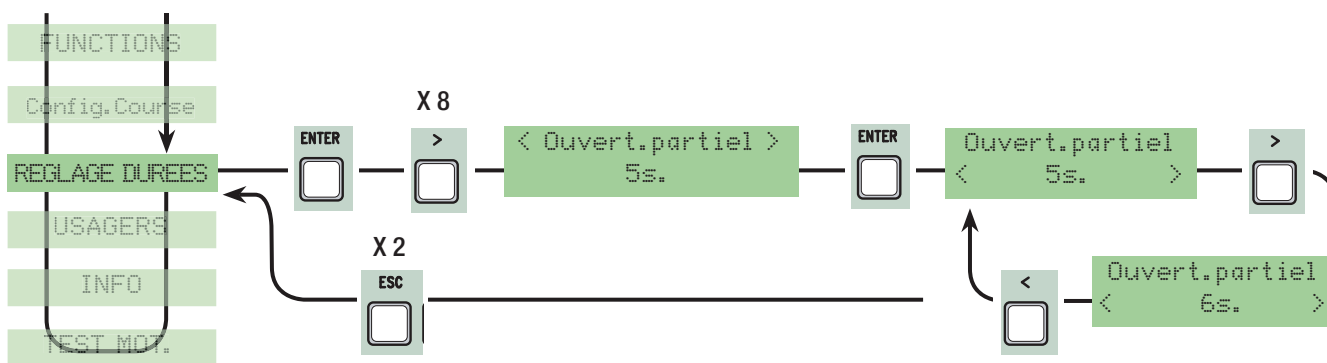 FUNCTIONS
Config.Course
REGLAGE DUREES
USAGERS
INFO
TEST MOT.
ENTER
X 8
>
< Ouvert.partiel >
5s.
ENTER
Ouvert.partiel
< 5s. >
>
X 2
ESC
<
Ouvert.partiel
< 6s. >